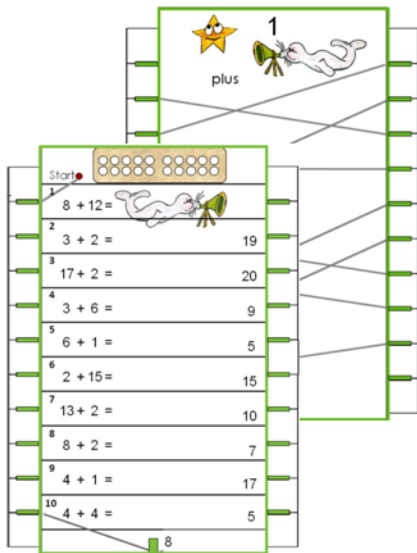 1
plus
Start
1
8 + 12 =
2
3 + 2 = 19
3
17 + 2 = 20
4
3 + 6 = 9
5
6 + 1 = 5
6
2 + 15 = 15
7
13 + 2 = 10
8
8 + 2 = 7
9
4 + 1 = 17
10
4 + 4 = 5
8